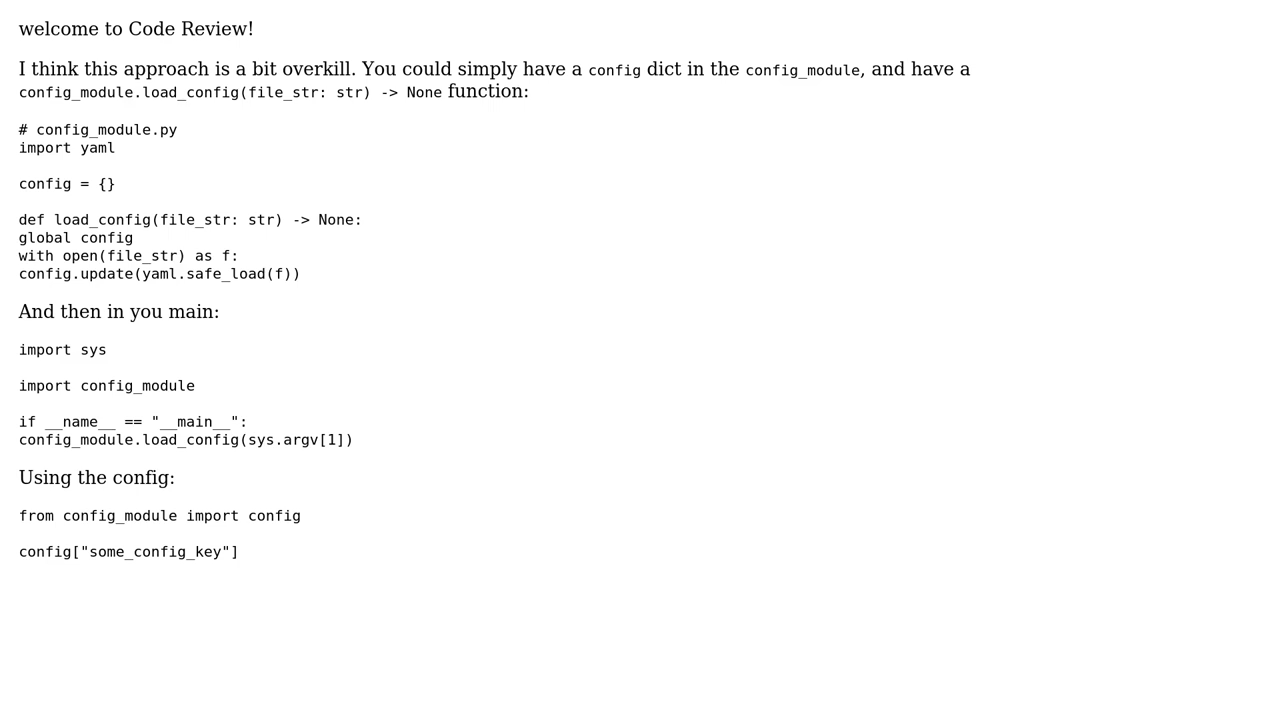 welcome to Code Review!
I think this approach is a bit overkill. You could simply have a config dict in the config_module, and have a
config_module.load_config(file_str: str) -> None function:
# config_module.py
import yaml
config = {}
def load_config(file_str: str) -> None:
global config
with open(file_str) as f:
config.update(yaml.safe_load(f))
And then in you main:
import sys
import config_module
if __name__ == "__main__":
config_module.load_config(sys.argv[1])
Using the config:
from config_module import config
config["some_config_key"]